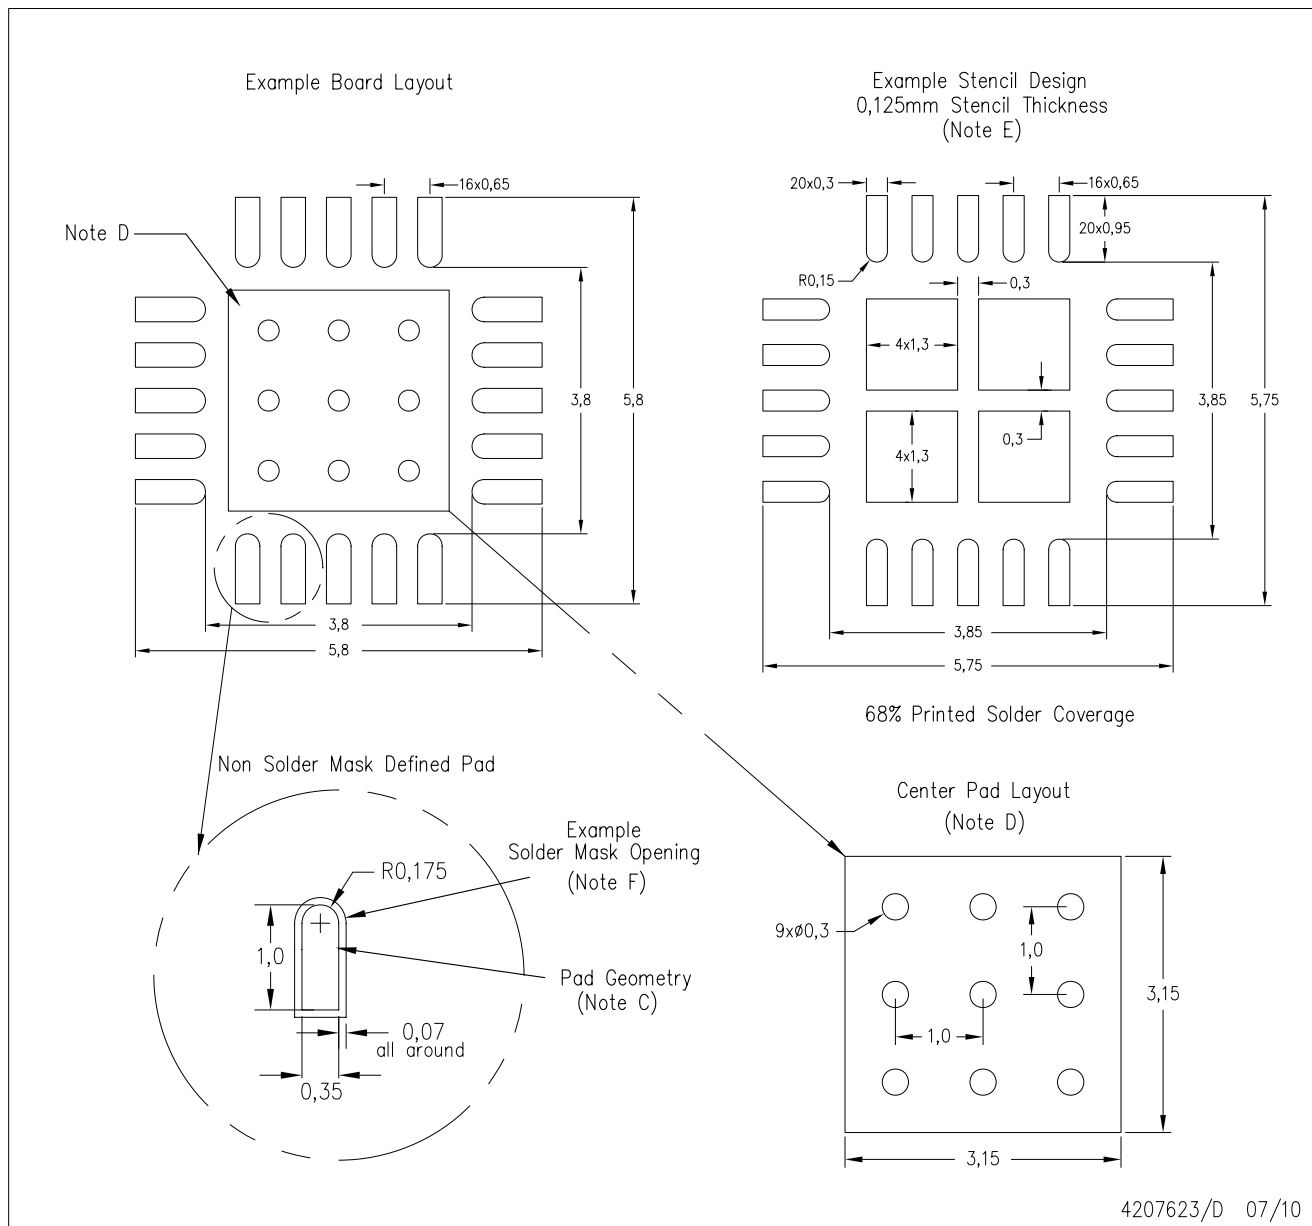 Example Board Layout
Example Stencil Design
0,125mm Stencil Thickness
(Note E)
16x0,65
20x0,3
16x0,65
20x0,95
Note D
R0,15
0,3
4x1,3
3,8
5,8
3,85
5,75
0,3
4x1,3
3,8
5,8
3,85
5,75
68% Printed Solder Coverage
Non Solder Mask Defined Pad
Center Pad Layout
(Note D)
Example
Solder Mask Opening
(Note F)
R0,175
9xø0,3
1,0
1,0
Pad Geometry
(Note C)
3,15
0,07
all around
1,0
0,35
3,15
4207623/D 07/10